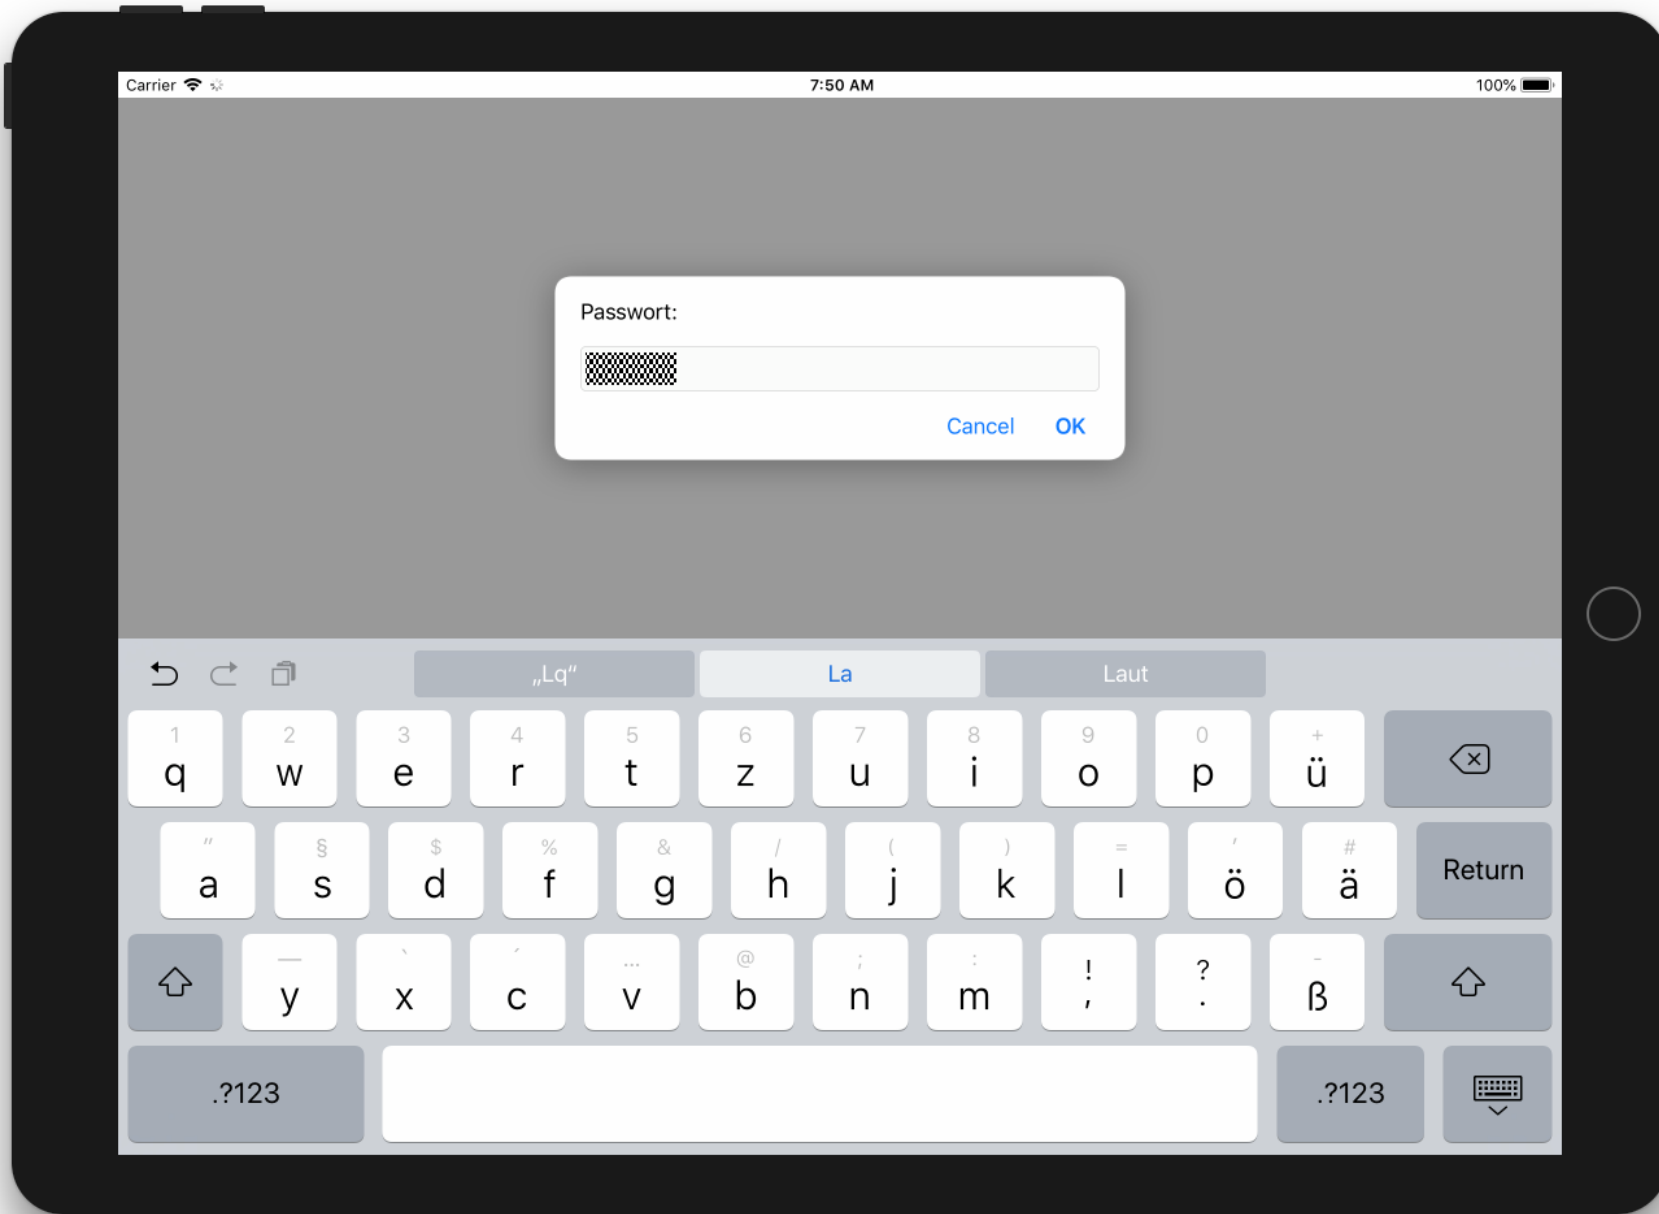 Carrier 7:50 AM 100%
Passwort:
Cancel OK
„Lq“ La Laut
1 2 3 4 5 6 7 8 9 0 +
q w e r t z u i o p ü
" § $ % & / ( ) = ' #
a s d f g h j k l ö ä Return
— ` ´ ... @ ; : ! ? -
y x c v b n m , . ß
.?123 .?123